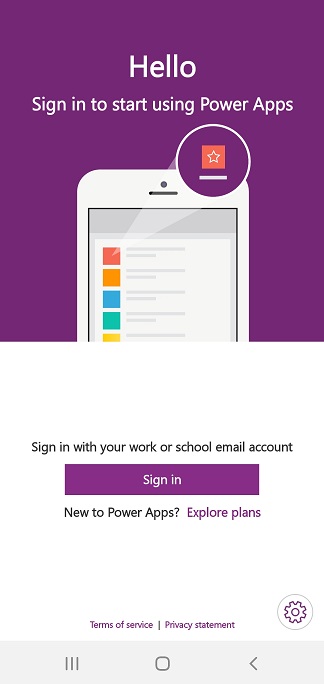 Hello
Sign in to start using Power Apps
Sign in with your work or school email account
Sign in
New to Power Apps? Explore plans
Terms of service | Privacy statement